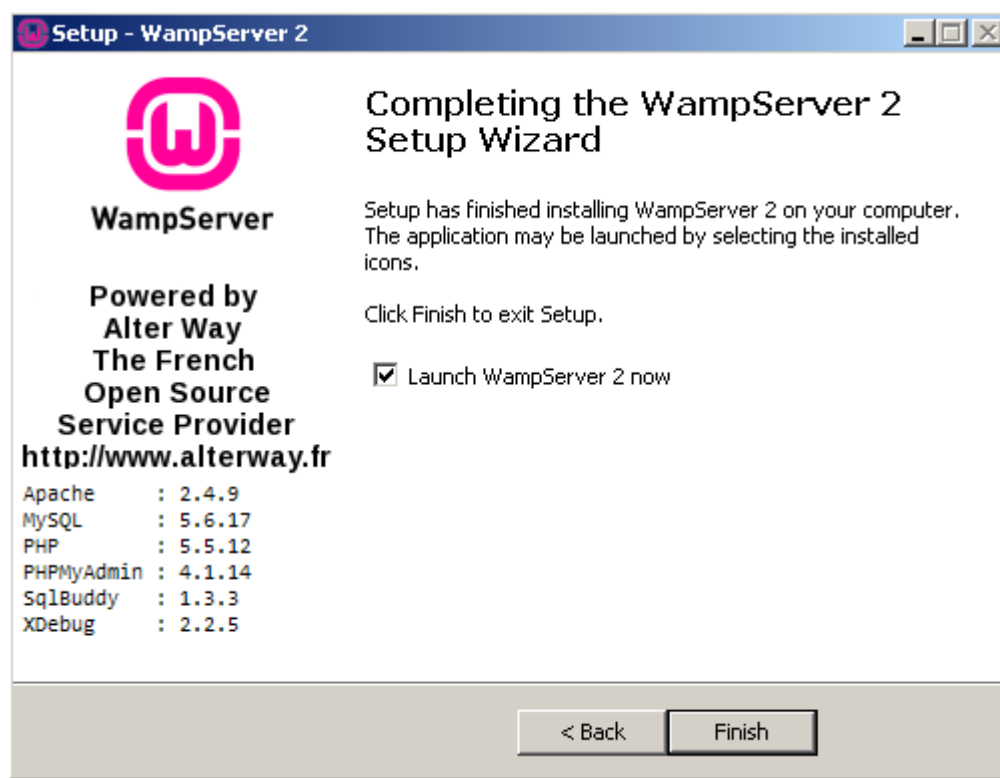 Setup - WampServer 2
WampServer
Powered by
Alter Way
The French
Open Source
Service Provider
http://www.alterway.fr
Apache : 2.4.9
MySQL : 5.6.17
PHP : 5.5.12
PHPMyAdmin : 4.1.14
SqlBuddy : 1.3.3
XDebug : 2.2.5
Completing the WampServer 2
Setup Wizard
Setup has finished installing WampServer 2 on your computer.
The application may be launched by selecting the installed
icons.
Click Finish to exit Setup.
Launch WampServer 2 now
< Back
Finish